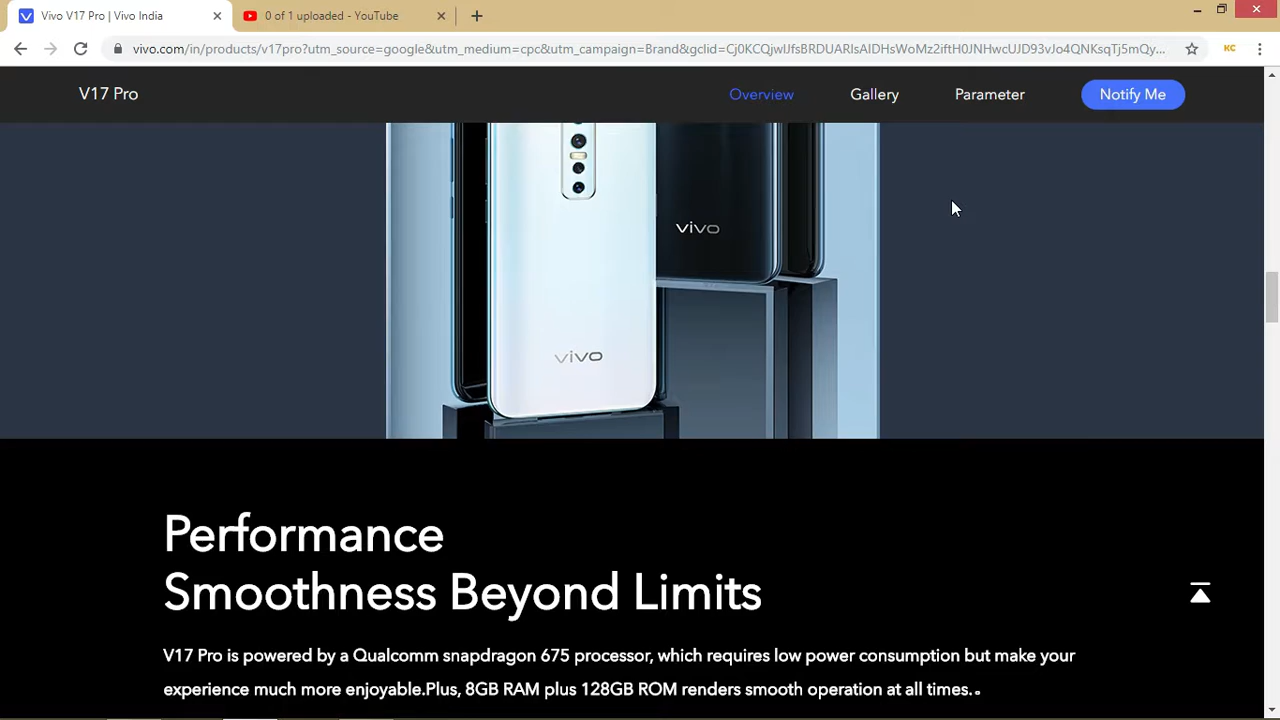 Vivo V17 Pro | Vivo India
0 of 1 uploaded - YouTube
vivo.com/in/products/v17pro?utm_source=google&utm_medium=cpc&utm_campaign=Brand&gclid=Cj0KCQjwlJfsBRDUARIsAIDHsWoMz2iftH0JNHwcUJD93vJo4QNKsqTj5mQy...
KC
V17 Pro
Overview
Gallery
Parameter
Notify Me
vivo
vivo
Performance
Smoothness Beyond Limits
V17 Pro is powered by a Qualcomm snapdragon 675 processor, which requires low power consumption but make your
experience much more enjoyable.Plus, 8GB RAM plus 128GB ROM renders smooth operation at all times. 。